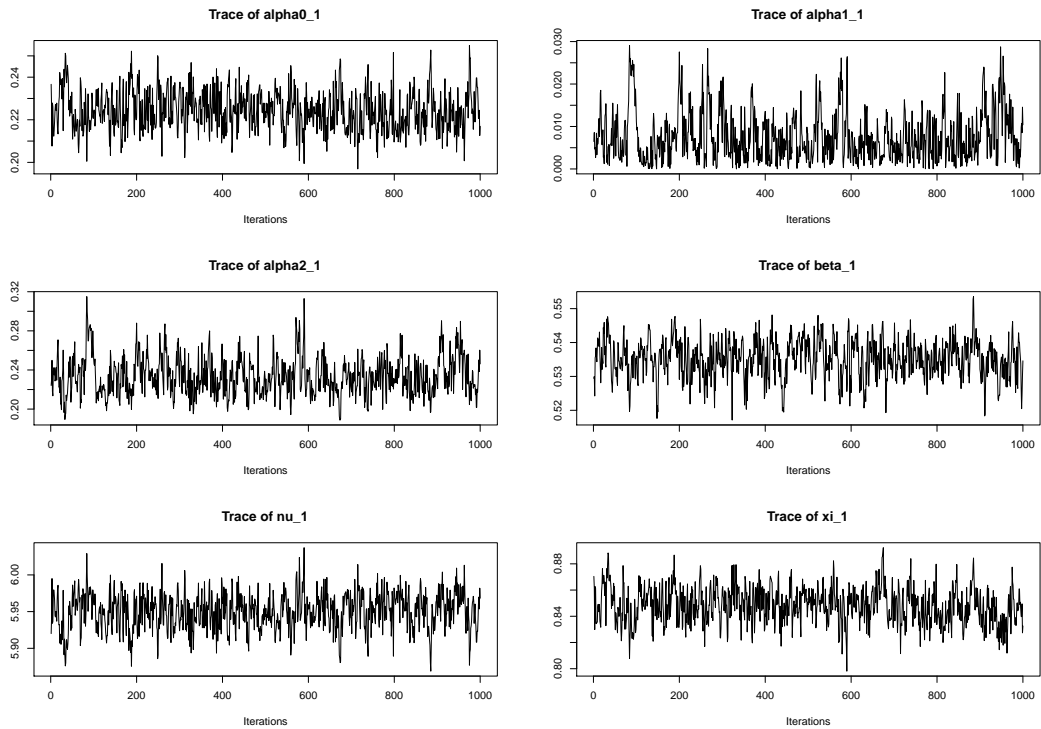 Trace of alpha0_1
0.20 0.22 0.24
0 200 400 600 800 1000
Iterations
Trace of alpha1_1
0.000 0.010 0.020 0.030
0 200 400 600 800 1000
Iterations
Trace of alpha2_1
0.20 0.24 0.28 0.32
0 200 400 600 800 1000
Iterations
Trace of beta_1
0.52 0.53 0.54 0.55
0 200 400 600 800 1000
Iterations
Trace of nu_1
5.90 5.95 6.00
0 200 400 600 800 1000
Iterations
Trace of xi_1
0.80 0.84 0.88
0 200 400 600 800 1000
Iterations